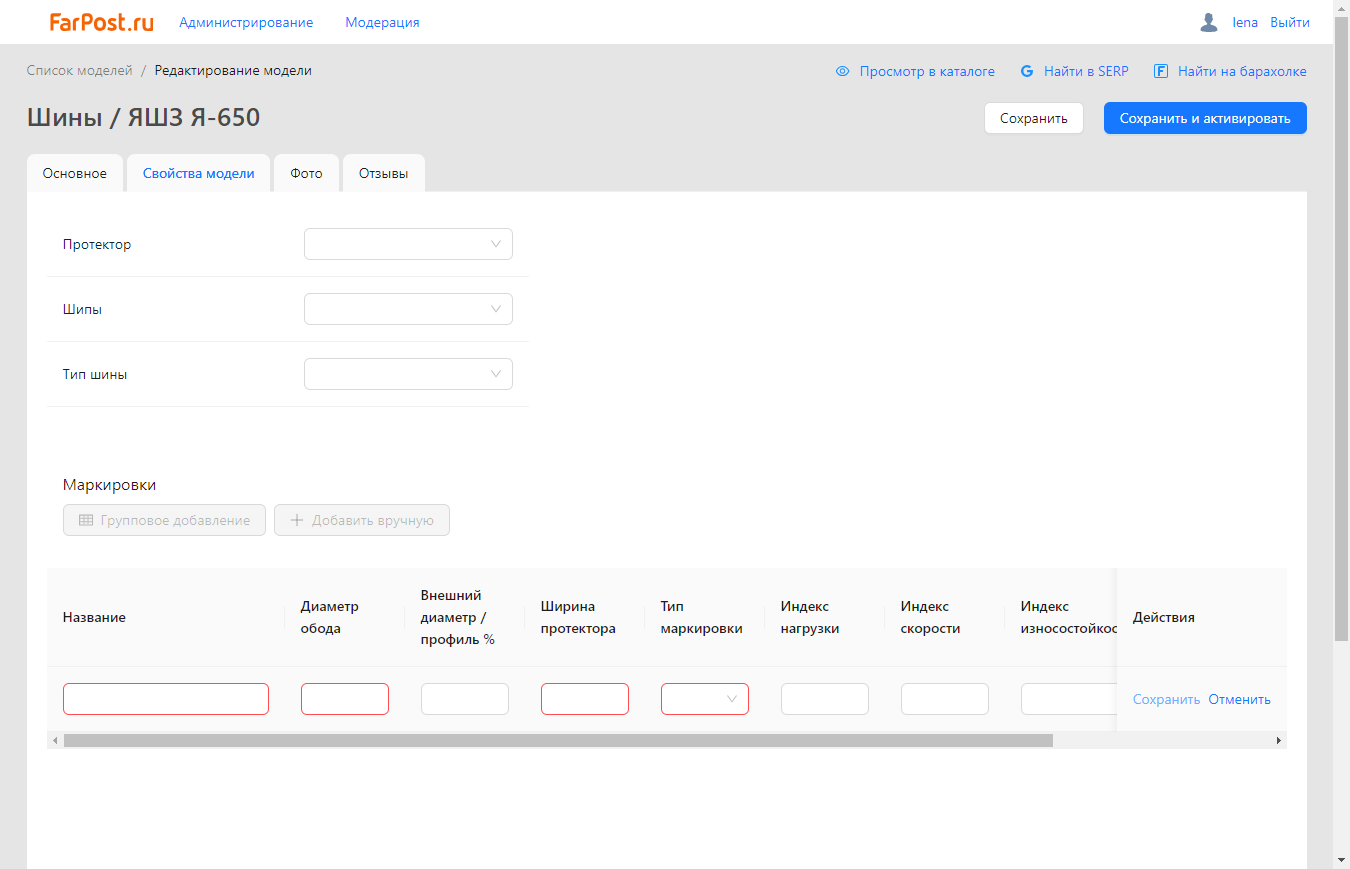 FarPost.ru Администрирование Модерация lena Выйти
Список моделей / Редактирование модели Просмотр в каталоге Найти в SERP Найти на барахолке
Шины / ЯШЗ Я-650 Сохранить Сохранить и активировать
Основное Свойства модели Фото Отзывы
Протектор
Шипы
Тип шины
Маркировки
Групповое добавление Добавить вручную
Название
Диаметр
обода
Внешний
диаметр /
профиль %
Ширина
протектора
Тип
маркировки
Индекс
нагрузки
Индекс
скорости
Индекс
износостойкос
Действия
Сохранить Отменить